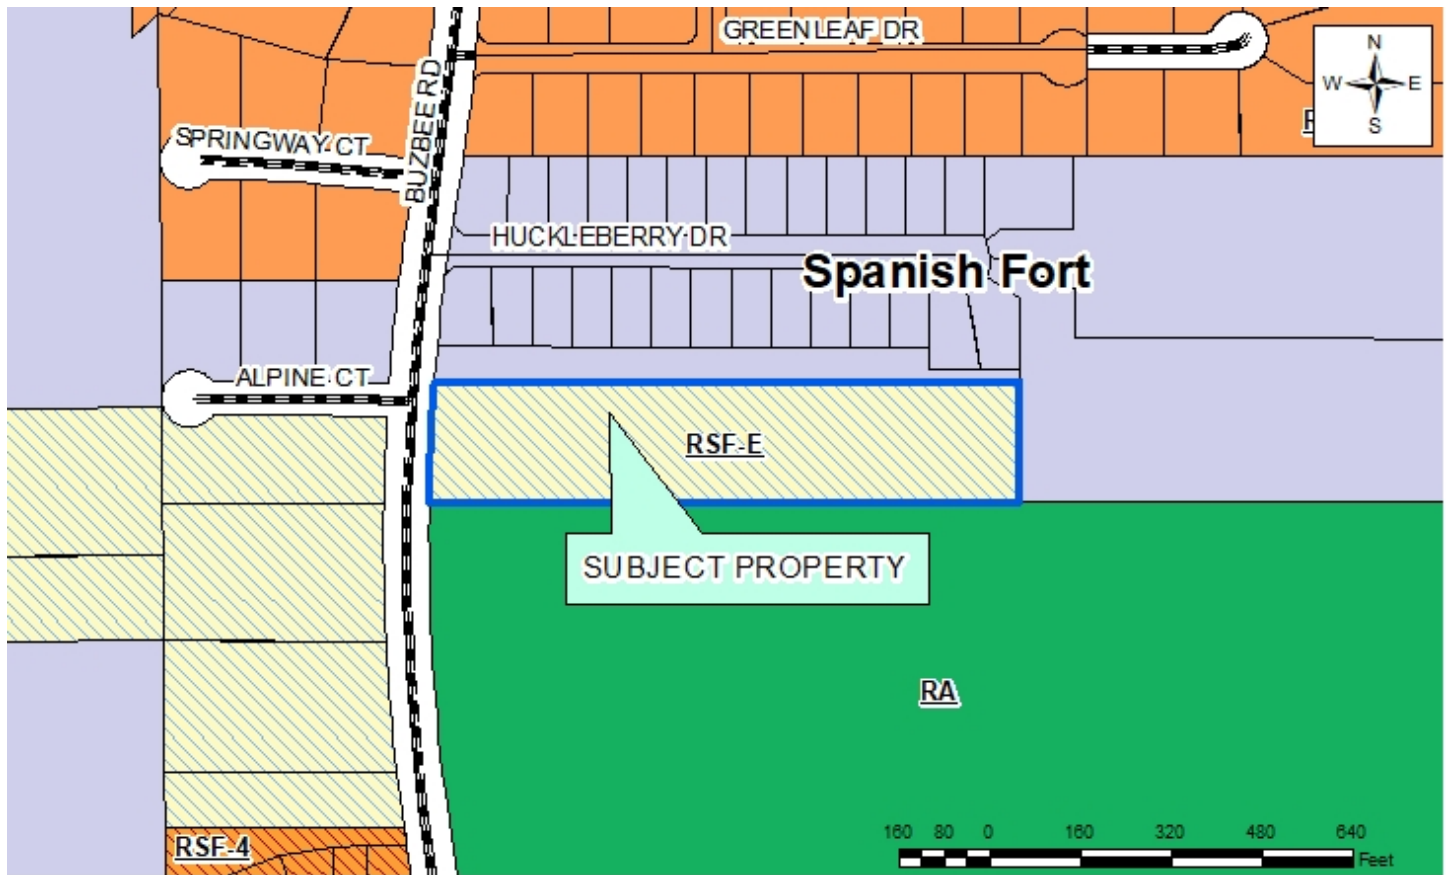 GREENLEAF DR
N
W E
S
R
BUZBEE RD
SPRINGWAY CT
HUCKLEBERRY DR
Spanish Fort
ALPINE CT
RSF-E
SUBJECT PROPERTY
RA
RSF-4
160 80 0 160 320 480 640
Feet